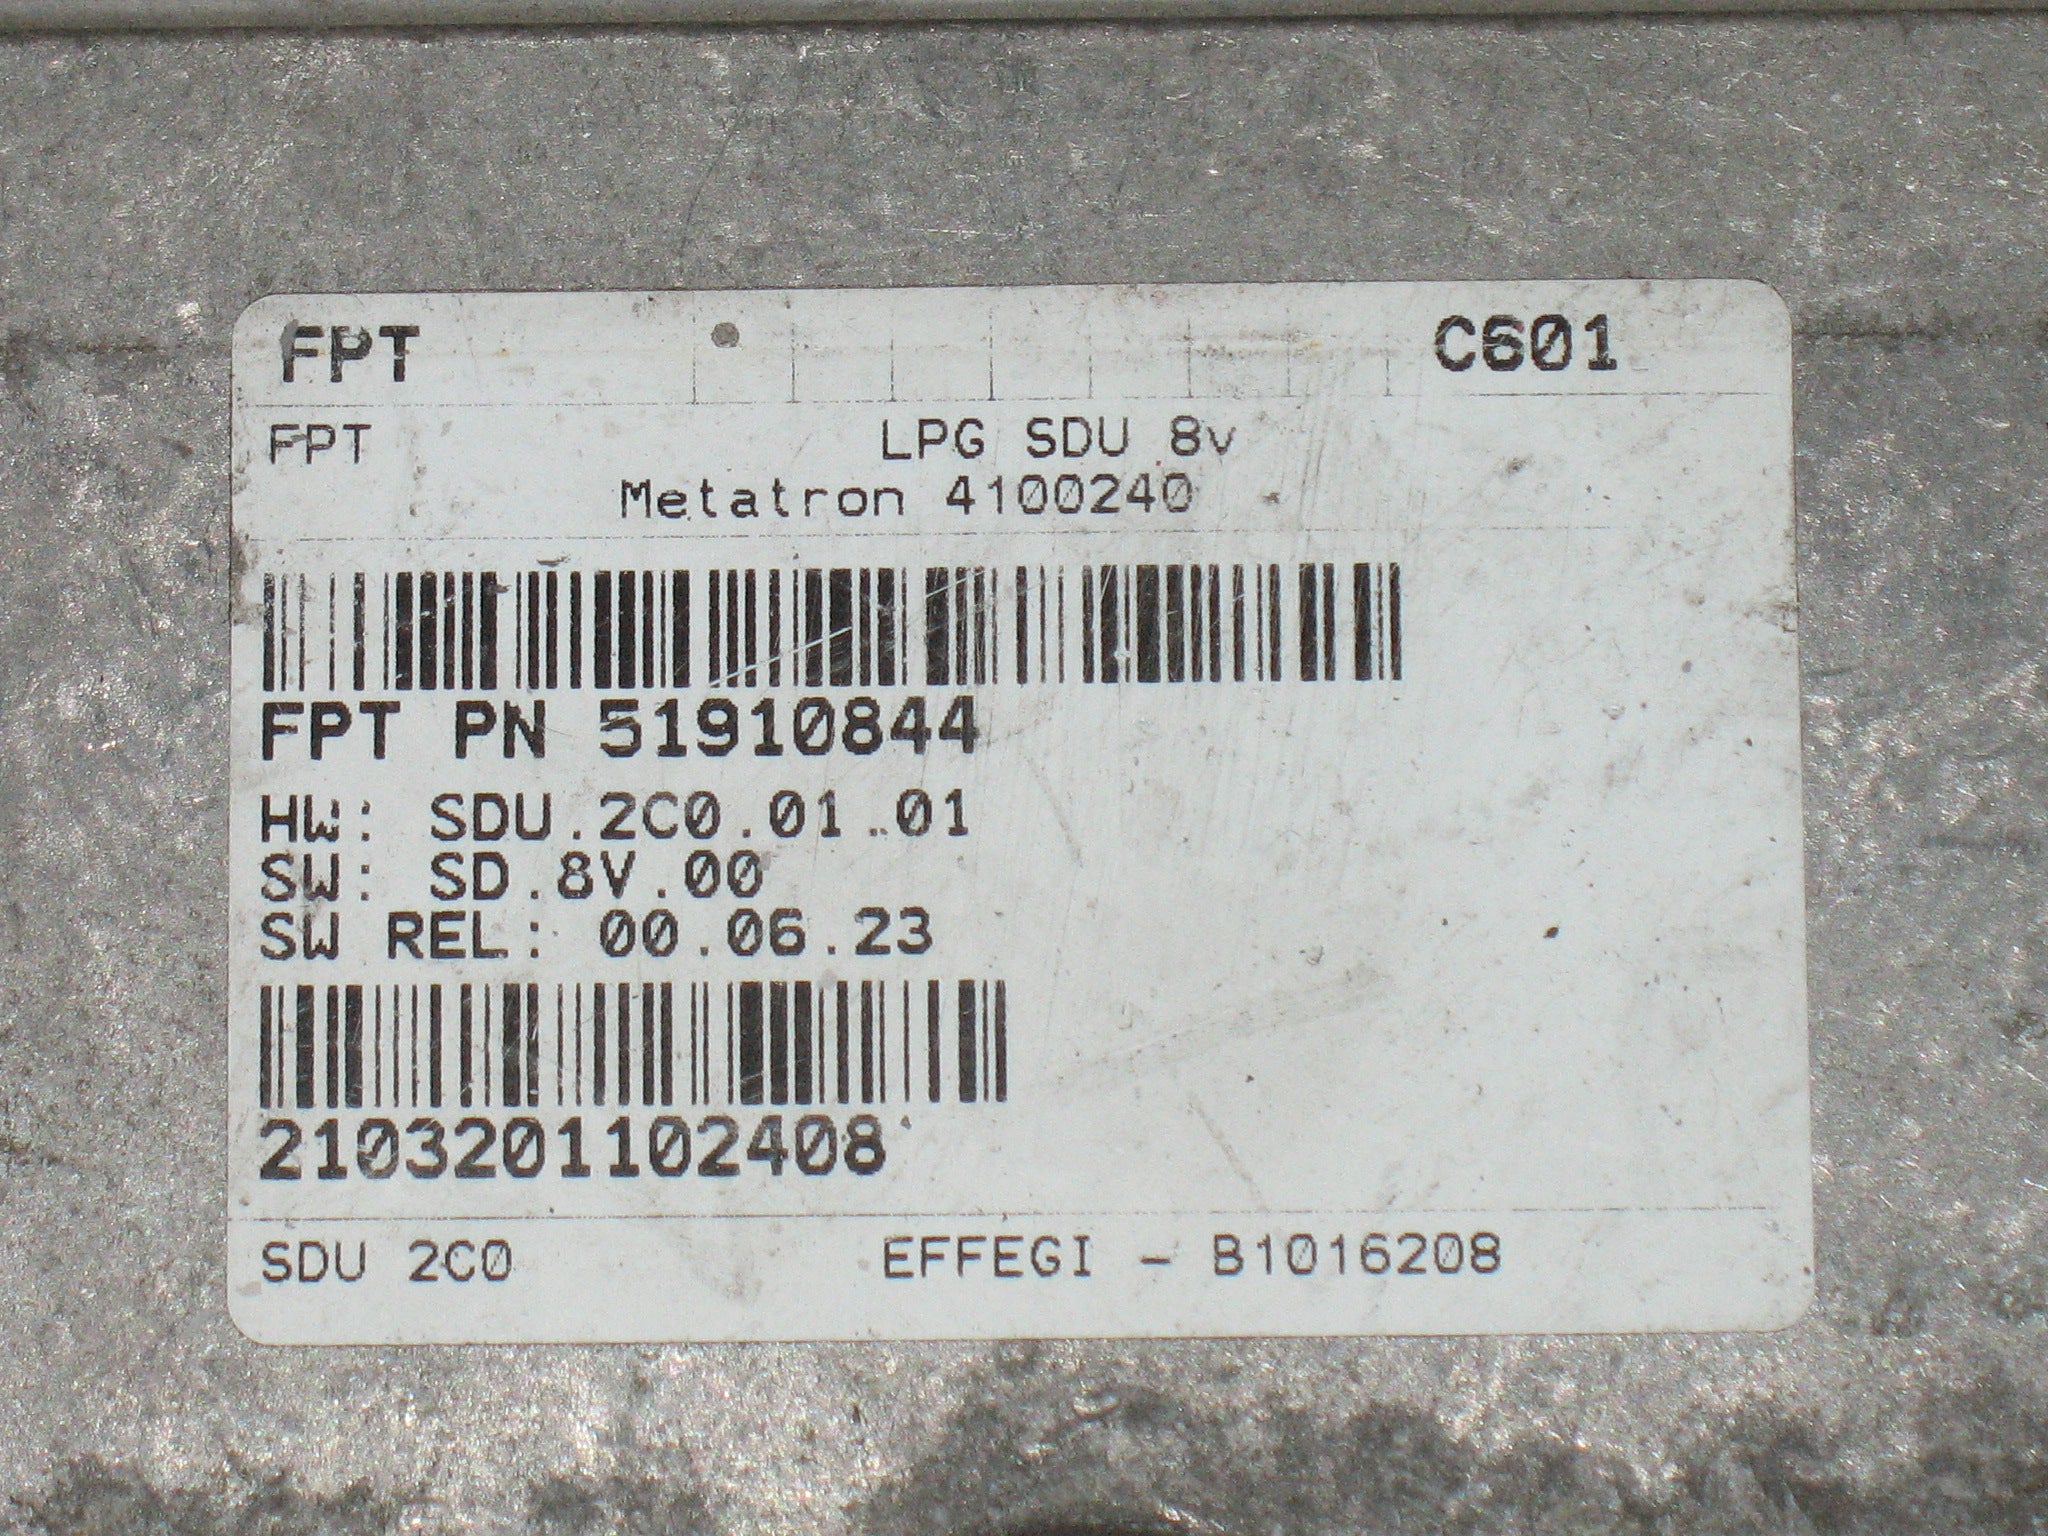 FPT C601
FPT LPG SDU 8v
Metatron 4100240
FPT PN 51910844
HW: SDU.2C0.01.01
SW: SD.8V.00
SW REL: 00.06.23
2103201102408
SDU 2C0 EFFEGI - B1016208